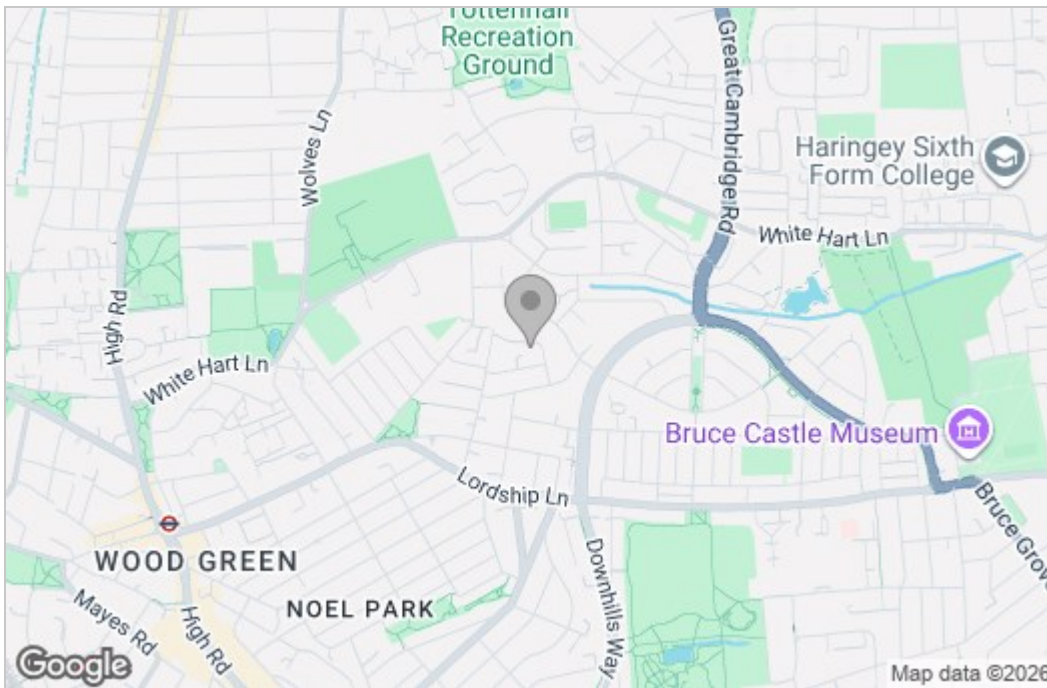 Tottenhall
Recreation
Ground
Great Cambridge Rd
Wolves Ln
Haringey Sixth
Form College
White Hart Ln
High Rd
White Hart Ln
Bruce Castle Museum
Lordship Ln
Bruce Grove
WOOD GREEN
Downhills Way
NOEL PARK
Mayes Rd
High Rd
Google
Map data ©2026